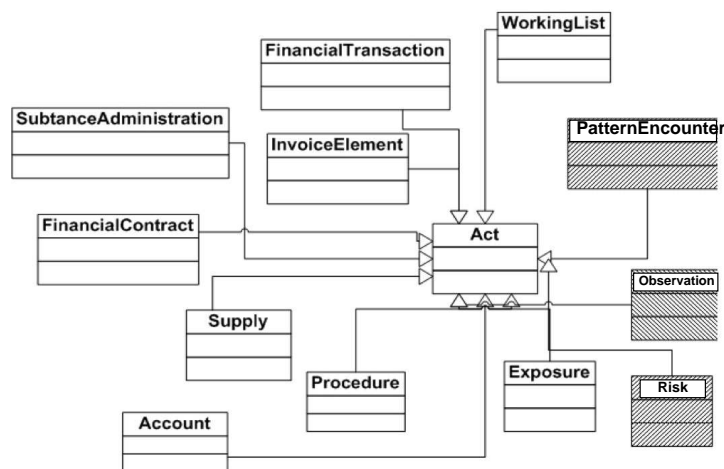 WorkingList
FinancialTransaction
SubtanceAdministration
PatternEncounter
InvoiceElement
FinancialContract
Act
Observation
Supply
Procedure
Exposure
Risk
Account